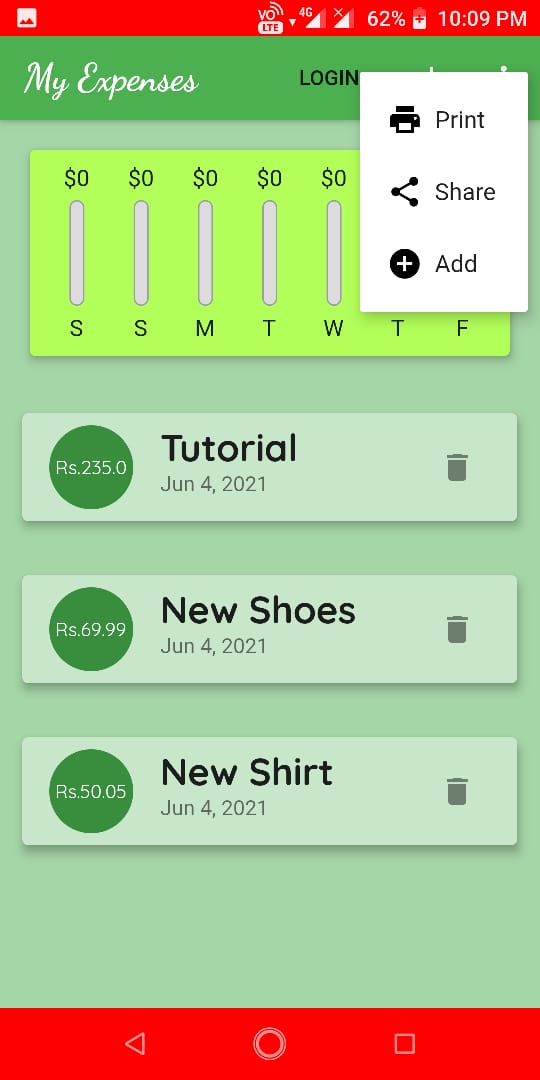 VO LTE 4G 62% 10:09 PM
My Expenses LOGIN
Print
Share
Add
$0 $0 $0 $0 $0
S S M T W T F
Rs.235.0 Tutorial
Jun 4, 2021
Rs.69.99 New Shoes
Jun 4, 2021
Rs.50.05 New Shirt
Jun 4, 2021